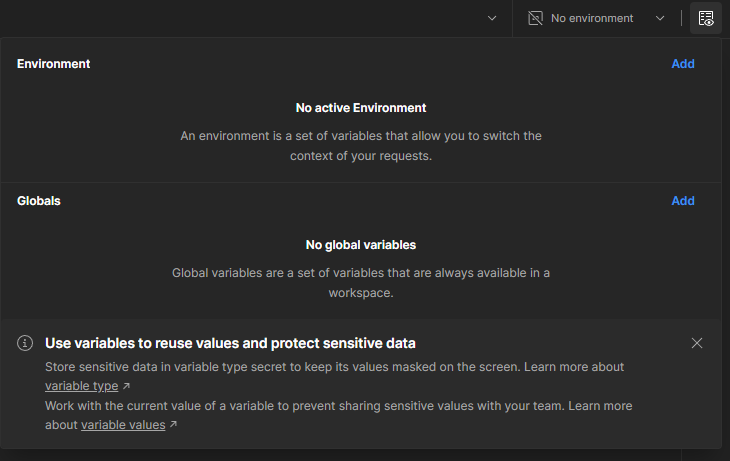 No environment
Environment
Add
No active Environment
An environment is a set of variables that allow you to switch the
context of your requests.
Globals
Add
No global variables
Global variables are a set of variables that are always available in a
workspace.
Use variables to reuse values and protect sensitive data
Store sensitive data in variable type secret to keep its values masked on the screen. Learn more about
variable type ↗
Work with the current value of a variable to prevent sharing sensitive values with your team. Learn more
about variable values ↗